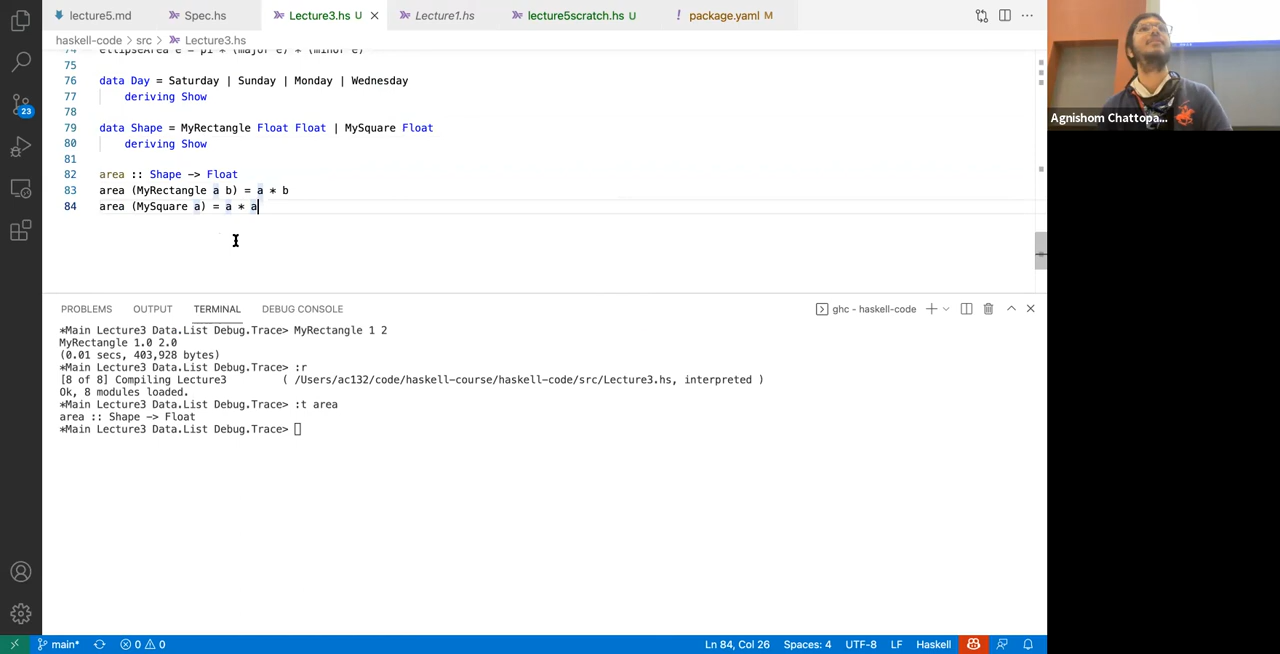 lecture5.md
Spec.hs
Lecture3.hs U
Lecture1.hs
lecture5scratch.hs U
! package.yaml M
haskell-code > src > Lecture3.hs
74 ellipseArea e = pi * (major e) * (minor e)
75
76 data Day = Saturday | Sunday | Monday | Wednesday
77 deriving Show
78
79 data Shape = MyRectangle Float Float | MySquare Float
80 deriving Show
81
82 area :: Shape -> Float
83 area (MyRectangle a b) = a * b
84 area (MySquare a) = a * a
23
Agnishom Chattopa...
PROBLEMS OUTPUT TERMINAL DEBUG CONSOLE
ghc - haskell-code
*Main Lecture3 Data.List Debug.Trace> MyRectangle 1 2
MyRectangle 1.0 2.0
(0.01 secs, 403,928 bytes)
*Main Lecture3 Data.List Debug.Trace> :r
[8 of 8] Compiling Lecture3 ( /Users/ac132/code/haskell-course/haskell-code/src/Lecture3.hs, interpreted )
Ok, 8 modules loaded.
*Main Lecture3 Data.List Debug.Trace> :t area
area :: Shape -> Float
*Main Lecture3 Data.List Debug.Trace>
main* 0 0 Ln 84, Col 26 Spaces: 4 UTF-8 LF Haskell